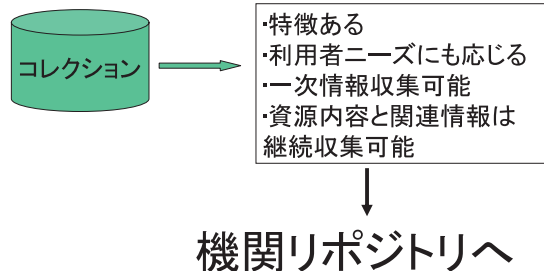 コレクション
・特徴ある
・利用者ニーズにも応じる
・一次情報収集可能
・資源内容と関連情報は
継続収集可能
機関リポジトリへ